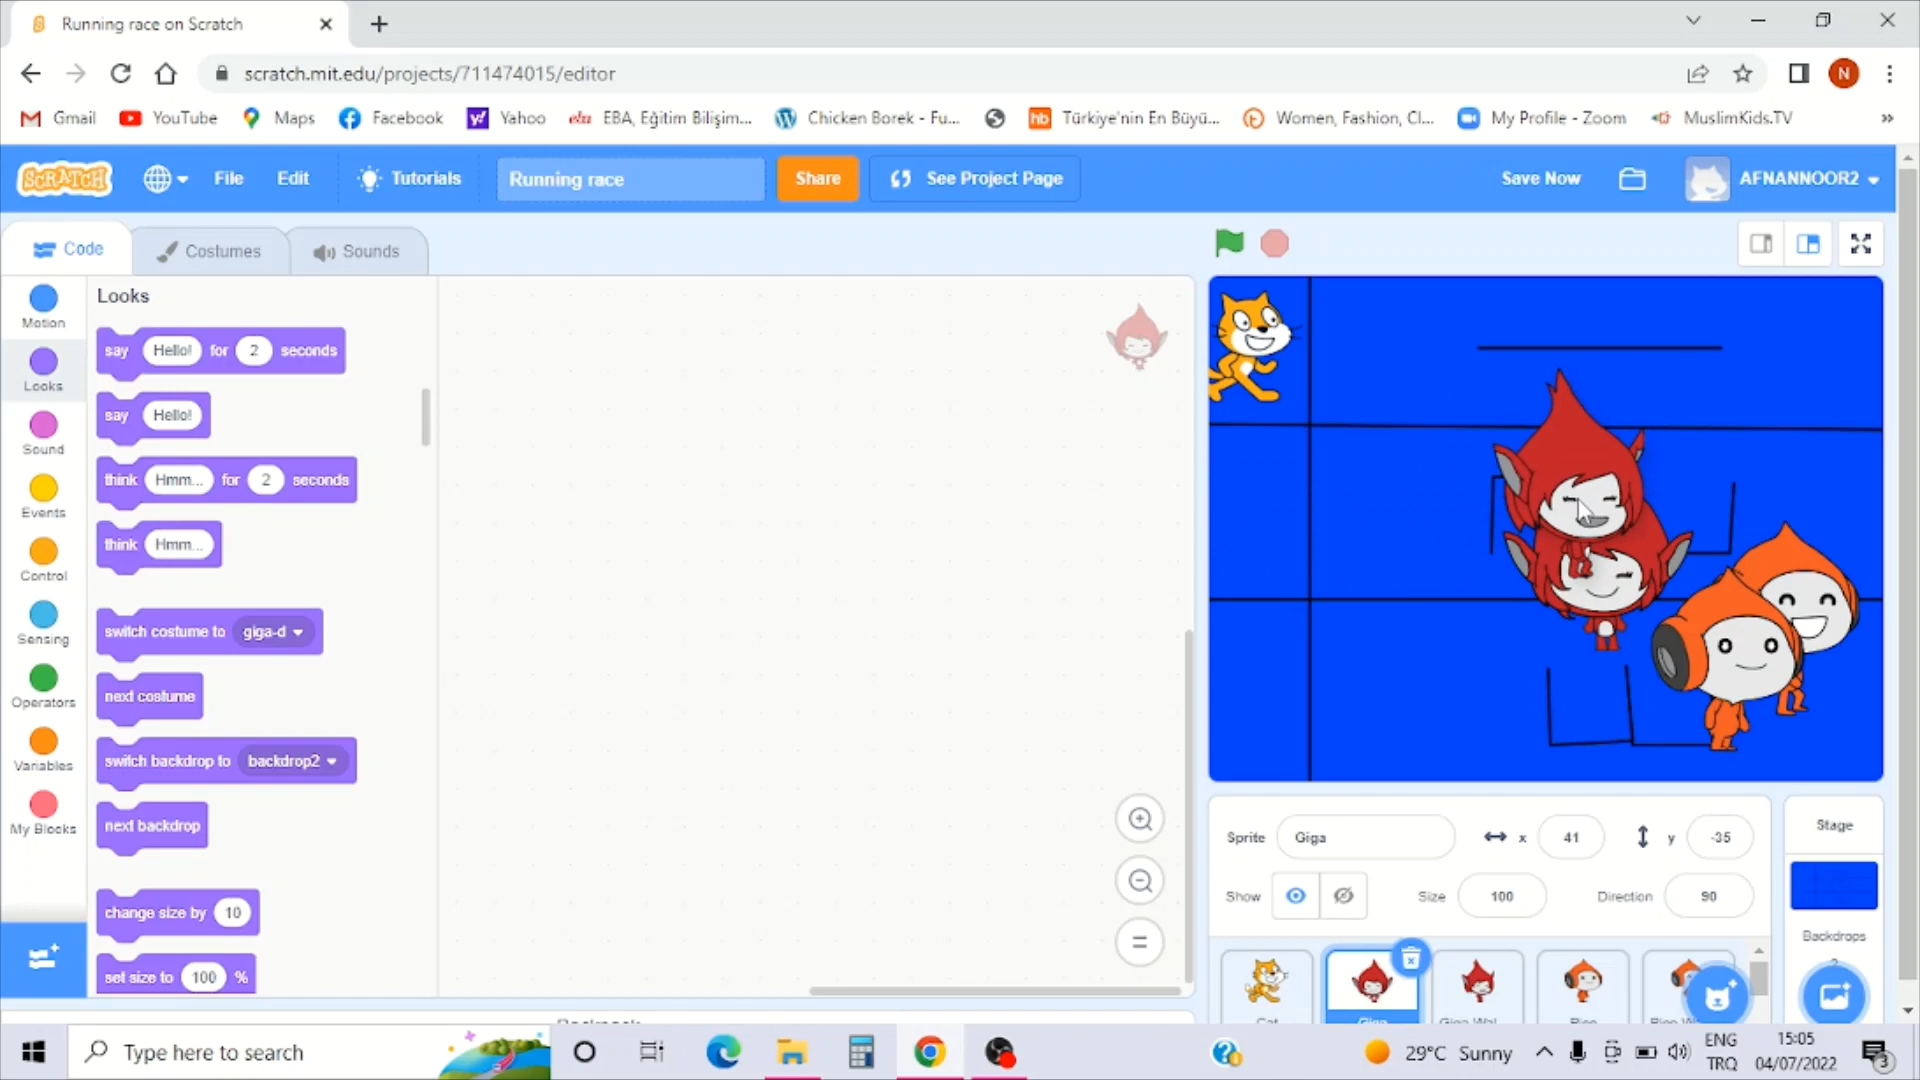 Running race on Scratch
scratch.mit.edu/projects/711474015/editor
N
Gmail YouTube Maps Facebook Yahoo EBA, Eğitim Bilişim... Chicken Borek - Fu... Türkiye'nin En Büyü... Women, Fashion, Cl... My Profile - Zoom MuslimKids.TV »
SCRATCH File Edit Tutorials Running race Share See Project Page Save Now AFNANNOOR2
Code Costumes Sounds
Motion
Looks
Sound
Events
Control
Sensing
Operators
Variables
My Blocks
Looks
say Hello! for 2 seconds
say Hello!
think Hmm... for 2 seconds
think Hmm...
switch costume to giga-d
next costume
switch backdrop to backdrop2
next backdrop
change size by 10
set size to 100 %
Sprite Giga x 41 y -35
Show Size 100 Direction 90
Stage
Backdrops
Cat Giga Giga Wal...
Type here to search
29°C Sunny
ENG
TRQ
15:05
04/07/2022
3